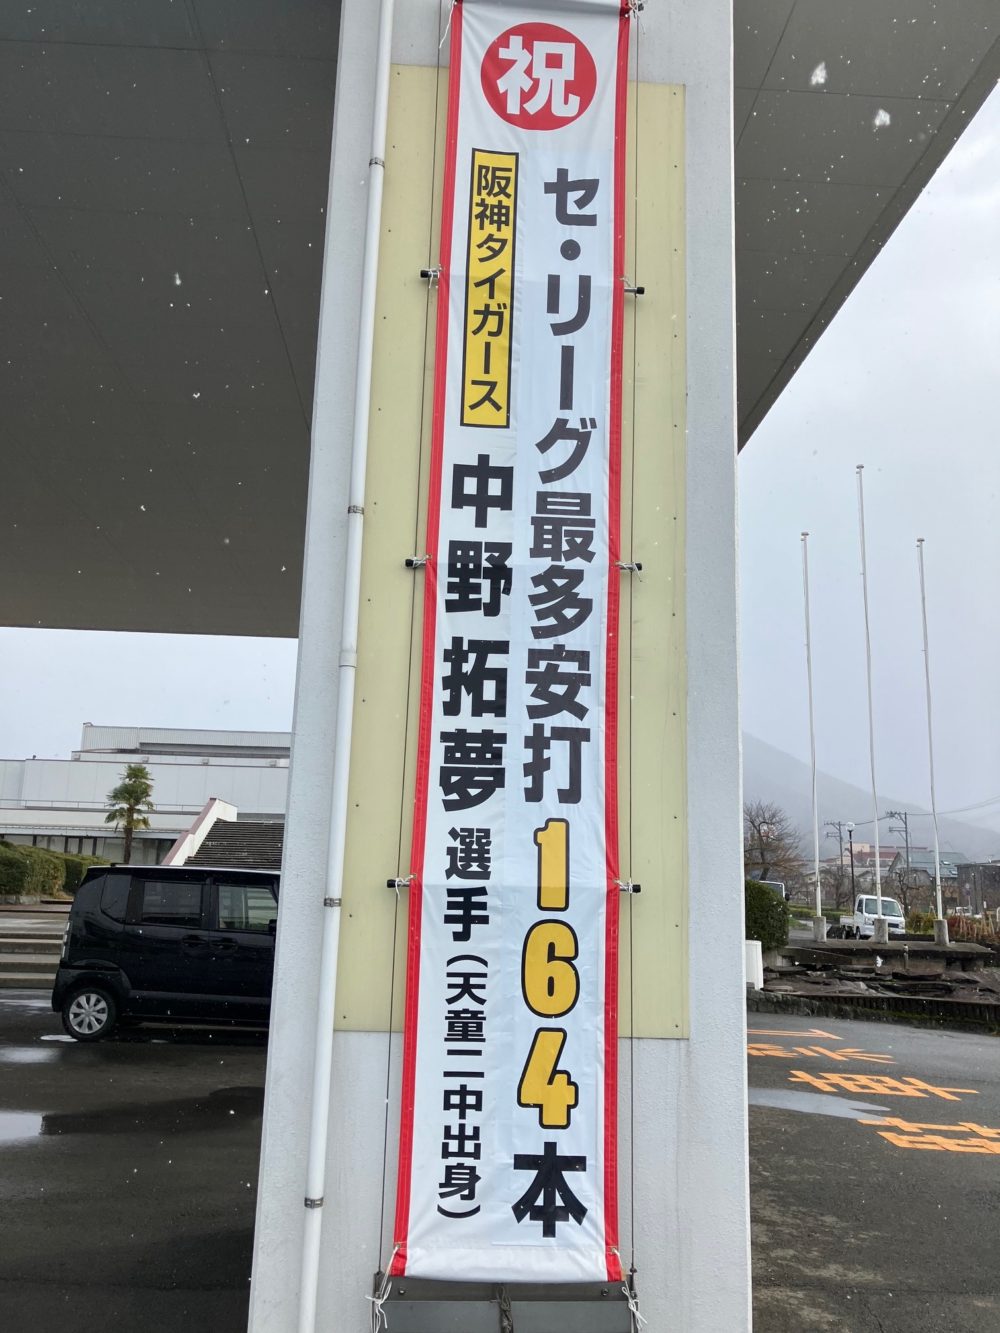 祝
セ・リーグ最多安打164本
阪神タイガース
中野拓夢選手(天童二中出身)